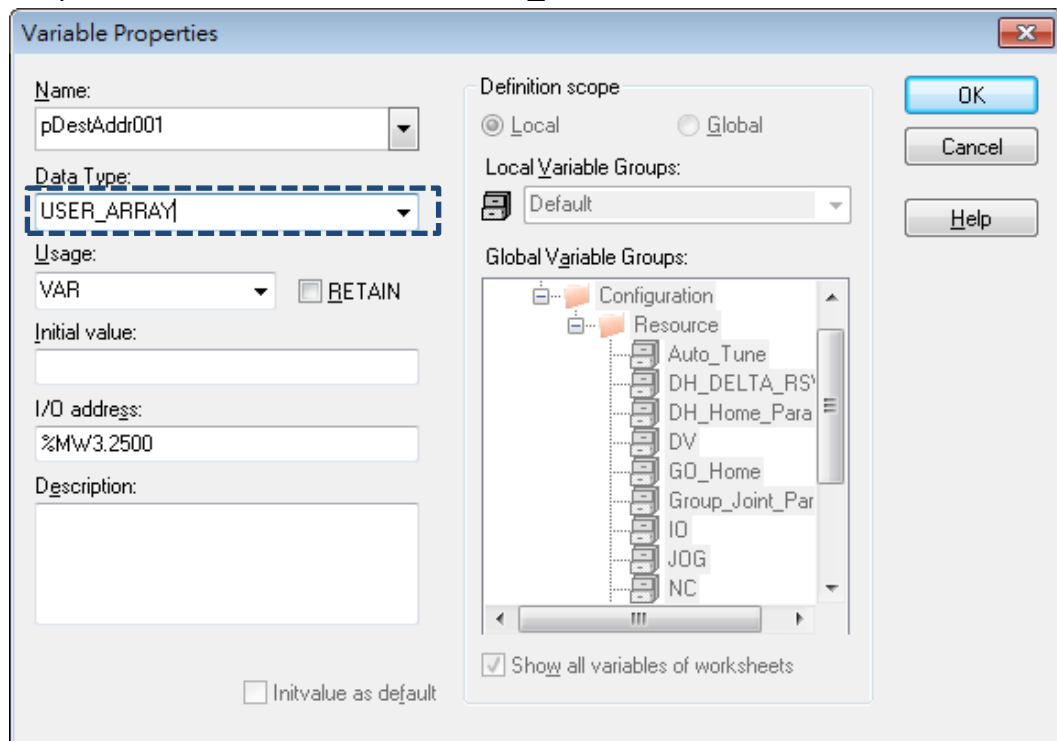 Variable Properties
Name:
pDestAddr001
Data Type:
USER_ARRAY
Usage:
VAR
RETAIN
Initial value:
I/O address:
%MW3.2500
Description:
Initvalue as default
Definition scope
Local
Global
Local Variable Groups:
Default
Global Variable Groups:
Configuration
Resource
Auto_Tune
DH_DELTA_RS
DH_Home_Para
DV
GO_Home
Group_Joint_Par
IO
JOG
NC
Show all variables of worksheets
OK
Cancel
Help